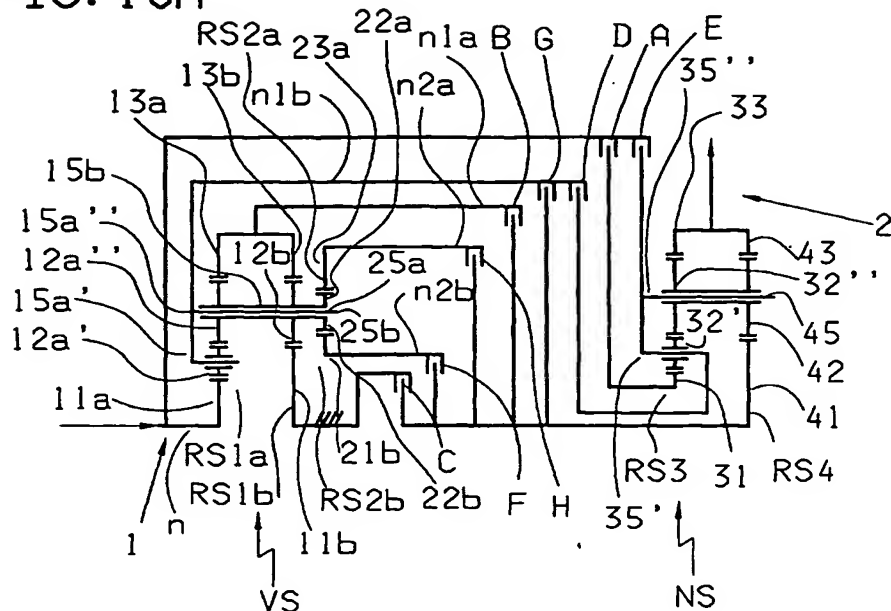 RS2a 23a 22a n1a B G D A E
13b n1b n2a 35''
13a 33
15b
15a'' 2
12a'' 12b 43
15a' 25a 32''
12a' n2b 45
25b 32'
11a 42
41
RS1a 21b C RS3 31 RS4
n RS1b RS2b 22b F H 35'
1 11b
VS NS